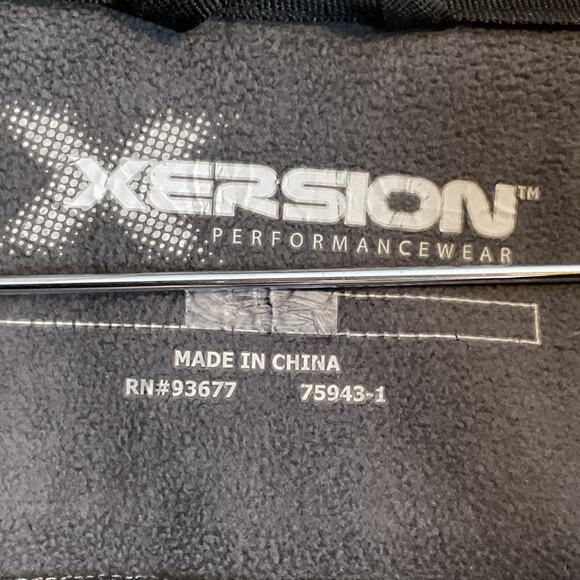 XERSION™
PERFORMANCEWEAR
MADE IN CHINA
RN#93677 75943-1